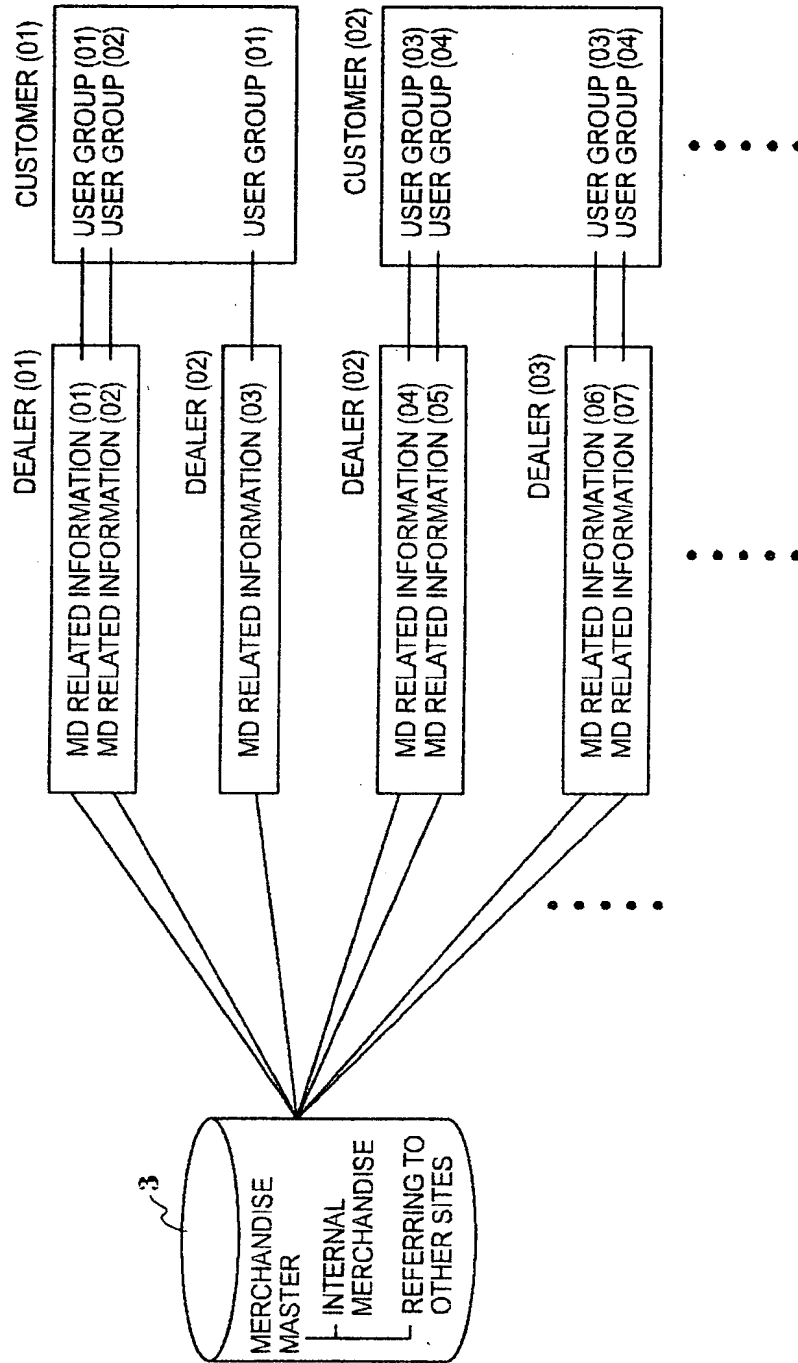 3
MERCHANDISE
MASTER
INTERNAL
MERCHANDISE
REFERRING TO
OTHER SITES
DEALER (01)
MD RELATED INFORMATION (01)
MD RELATED INFORMATION (02)
DEALER (02)
MD RELATED INFORMATION (03)
DEALER (02)
MD RELATED INFORMATION (04)
MD RELATED INFORMATION (05)
DEALER (03)
MD RELATED INFORMATION (06)
MD RELATED INFORMATION (07)
CUSTOMER (01)
USER GROUP (01)
USER GROUP (02)
USER GROUP (01)
CUSTOMER (02)
USER GROUP (03)
USER GROUP (04)
USER GROUP (03)
USER GROUP (04)